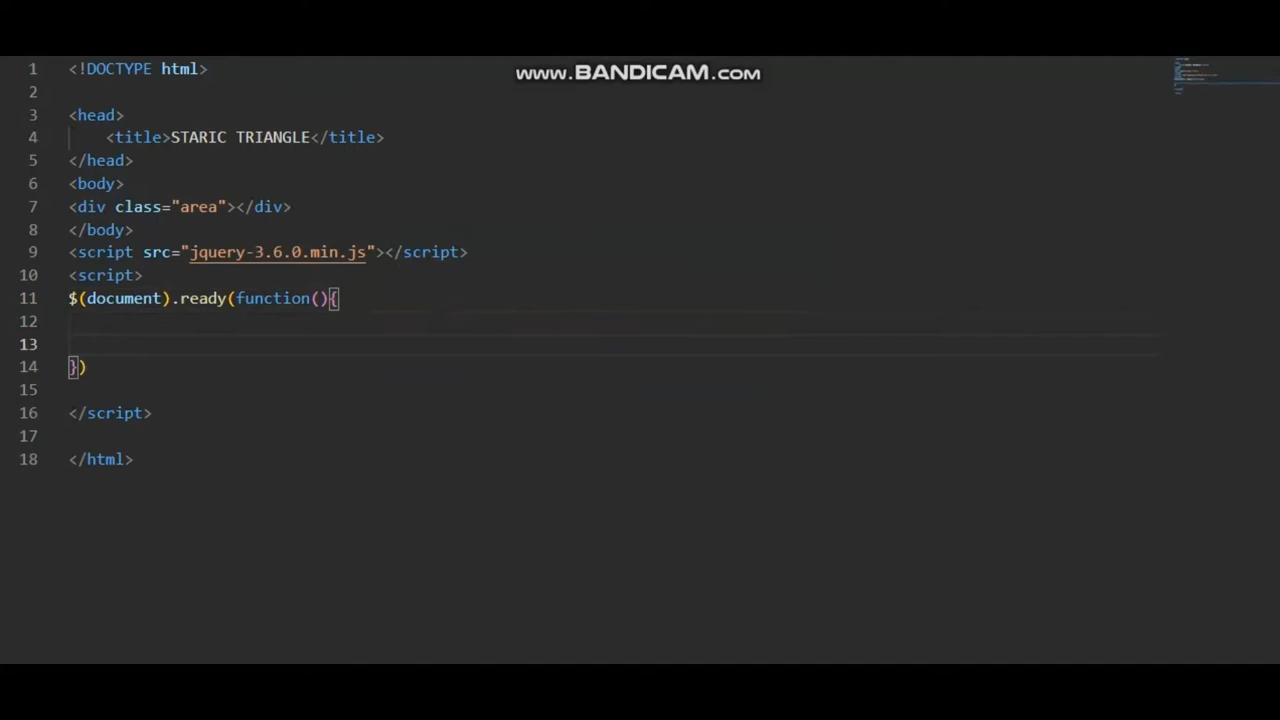 www.BANDICAM.com
1 <!DOCTYPE html>
2
3 <head>
4 <title>STARIC TRIANGLE</title>
5 </head>
6 <body>
7 <div class="area"></div>
8 </body>
9 <script src="jquery-3.6.0.min.js"></script>
10 <script>
11 $(document).ready(function(){
12
13
14 })
15
16 </script>
17
18 </html>